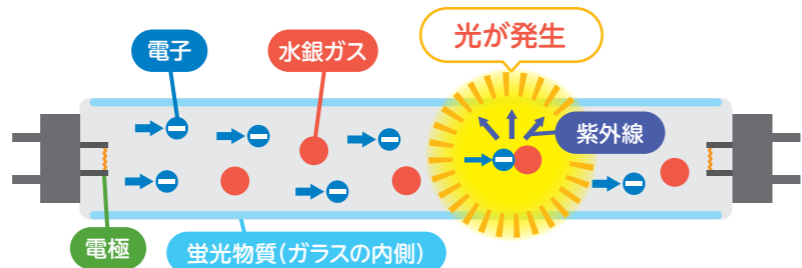 光が発生
電子
水銀ガス
紫外線
電極
蛍光物質(ガラスの内側)